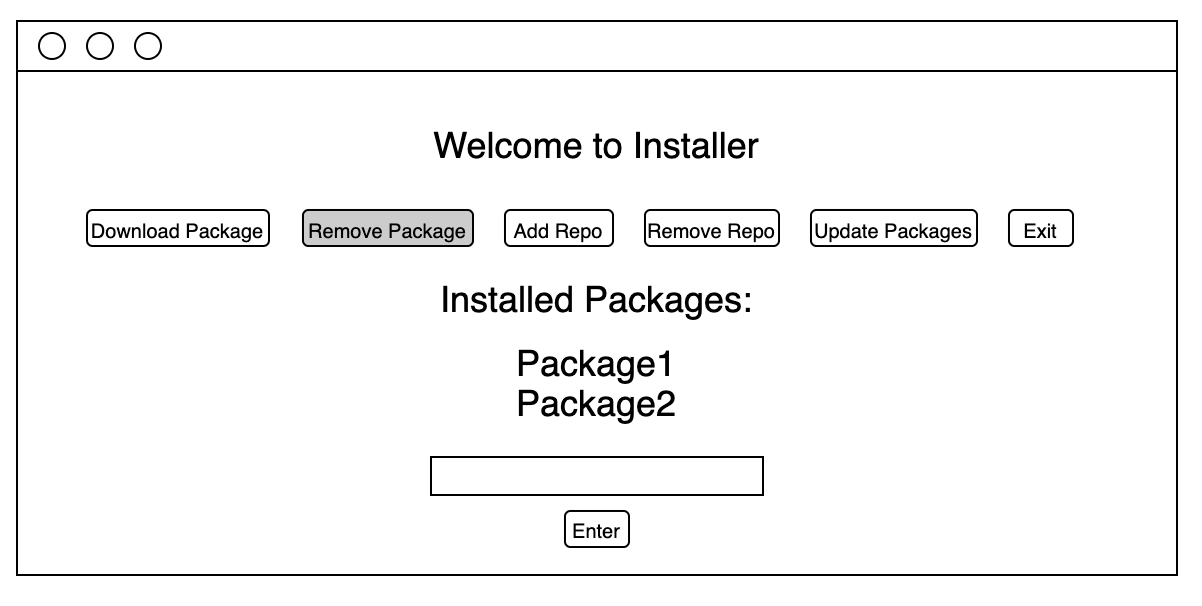 Welcome to Installer
Download Package Remove Package Add Repo Remove Repo Update Packages Exit
Installed Packages:
Package1
Package2
Enter